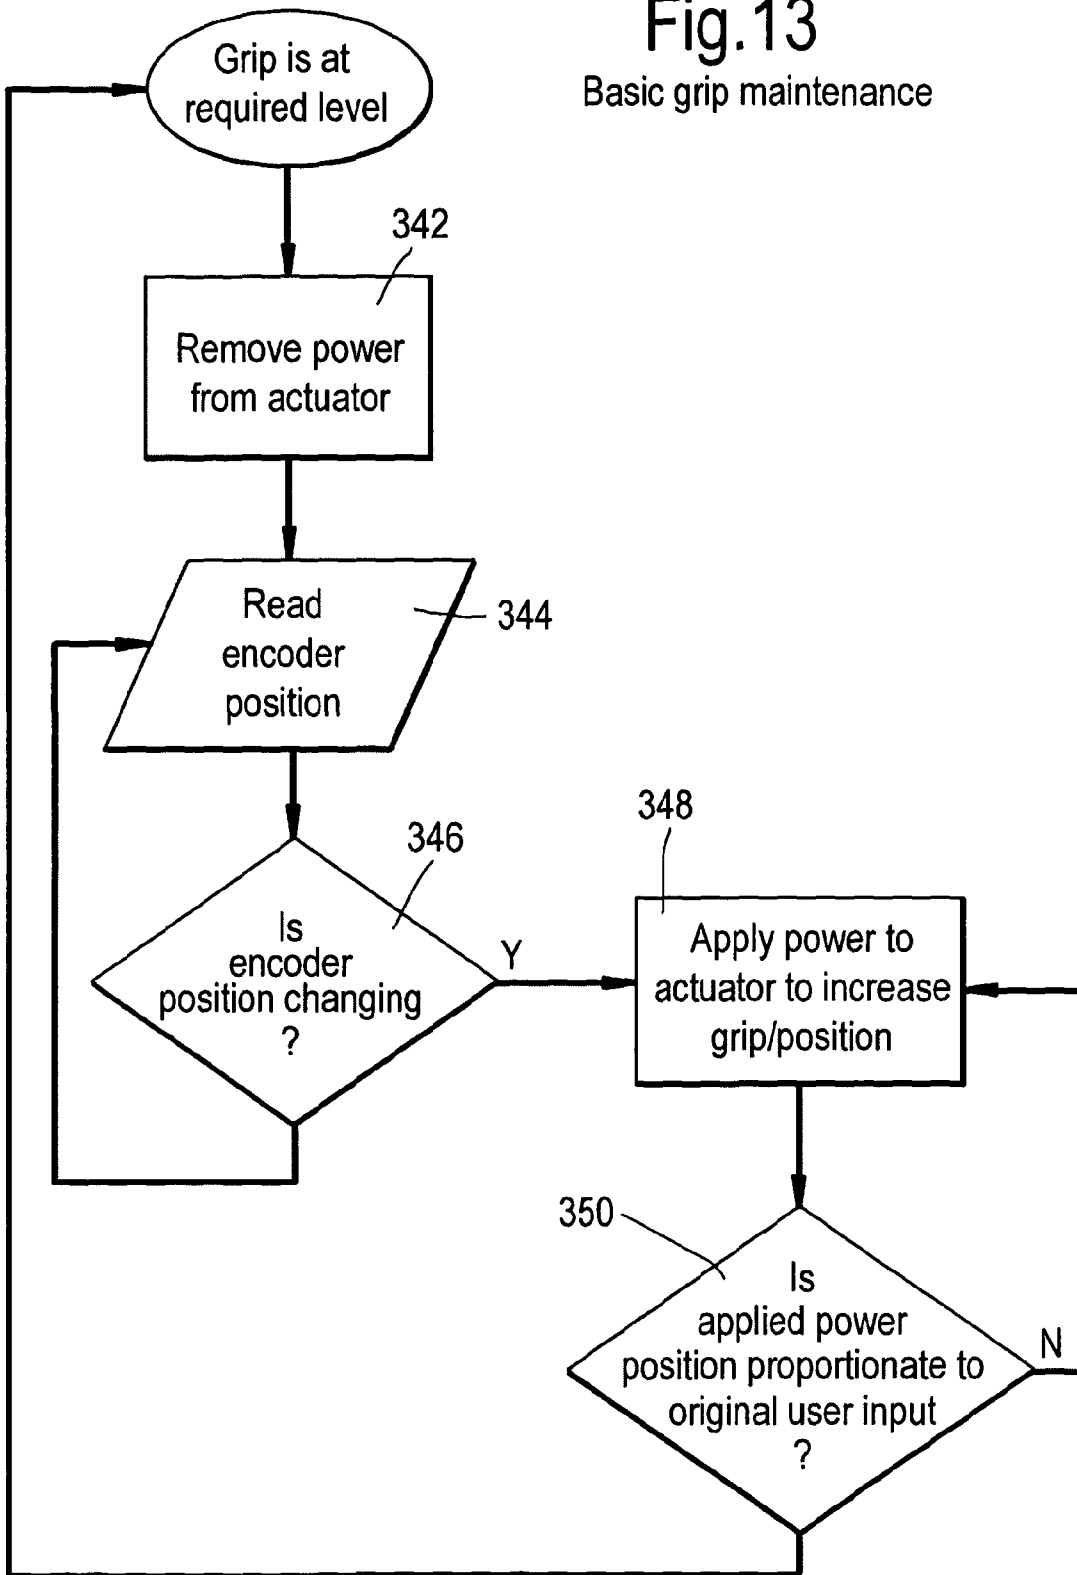 Fig.13
Basic grip maintenance
Grip is at
required level
342
Remove power
from actuator
Read
encoder
position
344
346
Is
encoder
position changing
?
Y
348
Apply power to
actuator to increase
grip/position
350
Is
applied power
position proportionate to
original user input
?
N